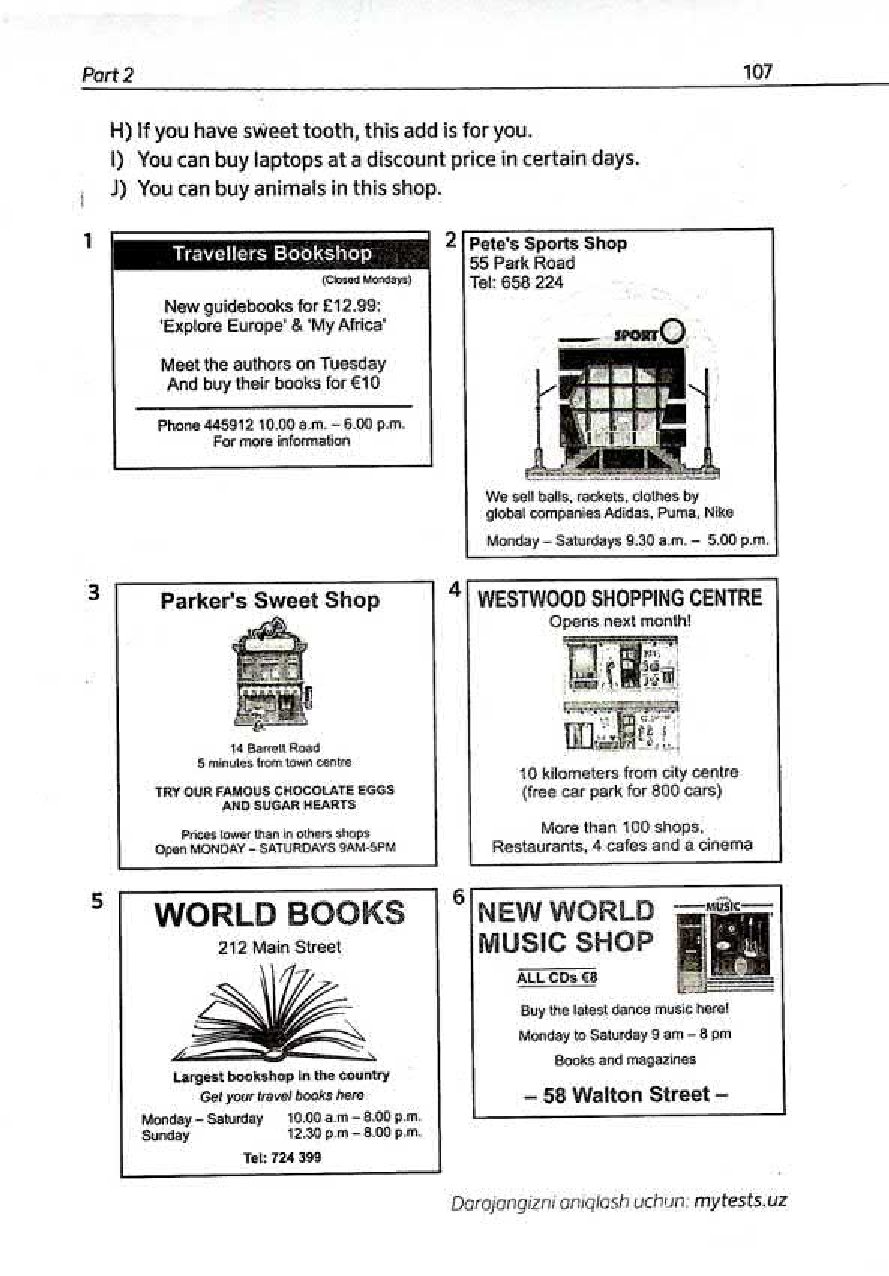 Part 2
107
H) If you have sweet tooth, this add is for you.
I) You can buy laptops at a discount price in certain days.
J) You can buy animals in this shop.
1
Travellers Bookshop
(Closed Mondays)
New guidebooks for £12.99:
'Explore Europe' & 'My Africa'
Meet the authors on Tuesday
And buy their books for €10
Phone 445912 10.00 a.m. – 6.00 p.m.
For more information
2
Pete's Sports Shop
55 Park Road
Tel: 658 224
SPORT
We sell balls, rackets, clothes by
global companies Adidas, Puma, Nike
Monday – Saturdays 9.30 a.m. – 5.00 p.m.
3
Parker's Sweet Shop
14 Barrett Road
5 minutes from town centre
TRY OUR FAMOUS CHOCOLATE EGGS
AND SUGAR HEARTS
Prices lower than in others shops
Open MONDAY – SATURDAYS 9AM-5PM
4
WESTWOOD SHOPPING CENTRE
Opens next month!
10 kilometers from city centre
(free car park for 800 cars)
More than 100 shops,
Restaurants, 4 cafes and a cinema
5
WORLD BOOKS
212 Main Street
Largest bookshop in the country
Get your travel books here
Monday – Saturday 10.00 a.m – 8.00 p.m.
Sunday 12.30 p.m – 8.00 p.m.
Tel: 724 399
6
NEW WORLD
MUSIC SHOP
MUSIC
ALL CDs €8
Buy the latest dance music here!
Monday to Saturday 9 am – 8 pm
Books and magazines
– 58 Walton Street –
Darajangizni aniqlash uchun: mytests.uz